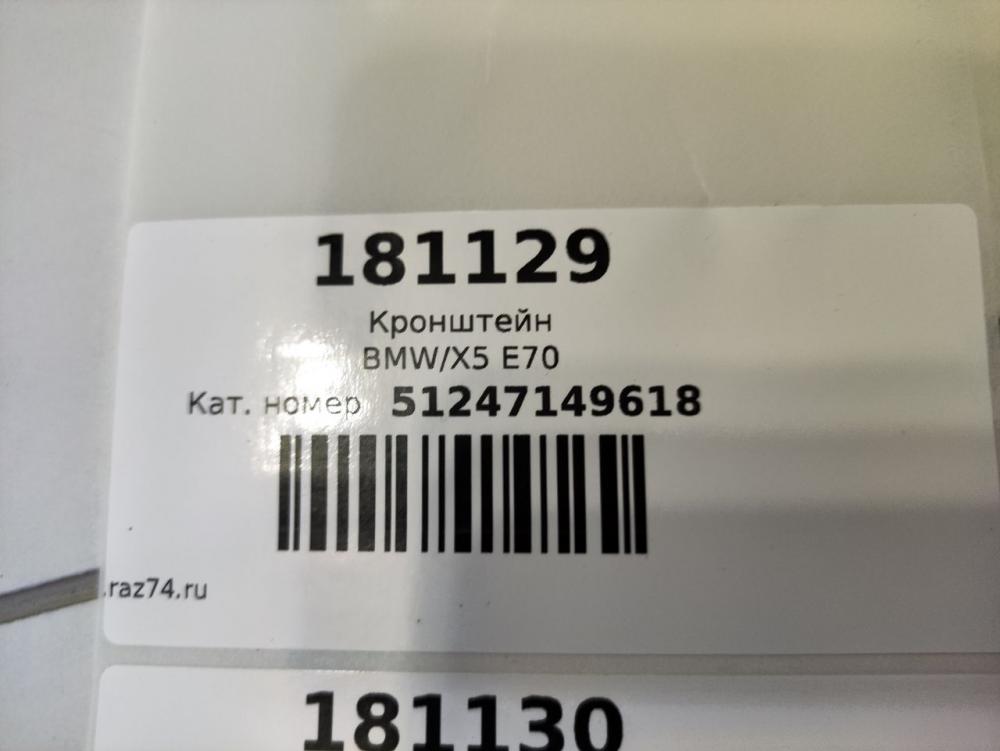 181129
Кронштейн
BMW/X5 E70
Кат. номер 51247149618
.raz74.ru
181130